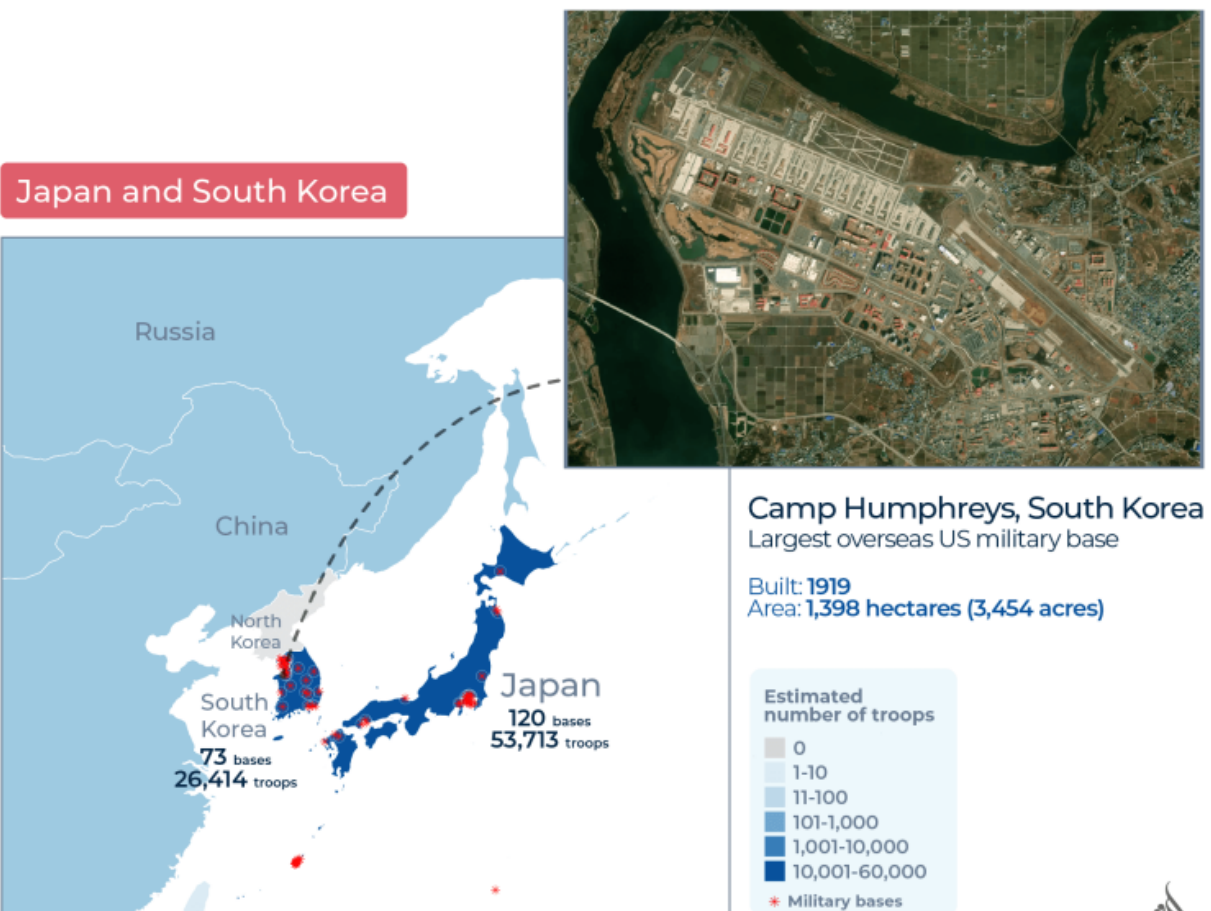 Japan and South Korea
Russia
China
North
Korea
South
Korea
73 bases
26,414 troops
Japan
120 bases
53,713 troops
Camp Humphreys, South Korea
Largest overseas US military base
Built: 1919
Area: 1,398 hectares (3,454 acres)
Estimated
number of troops
0
1-10
11-100
101-1,000
1,001-10,000
10,001-60,000
Military bases